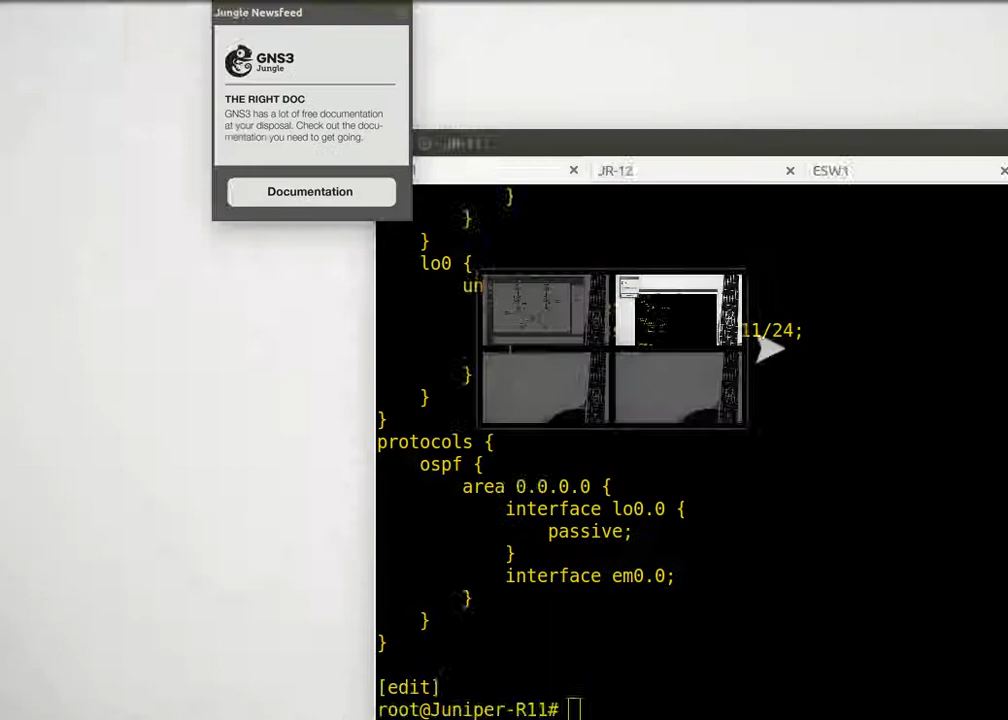 Jungle Newsfeed
GNS3
Jungle
THE RIGHT DOC
GNS3 has a lot of free documentation
at your disposal. Check out the docu-
mentation you need to get going.
Documentation
JR-12
ESW1
}
}
}
lo0 {
un
11/24;
}
}
}
protocols {
ospf {
area 0.0.0.0 {
interface lo0.0 {
passive;
}
interface em0.0;
}
}
}
[edit]
root@Juniper-R11#